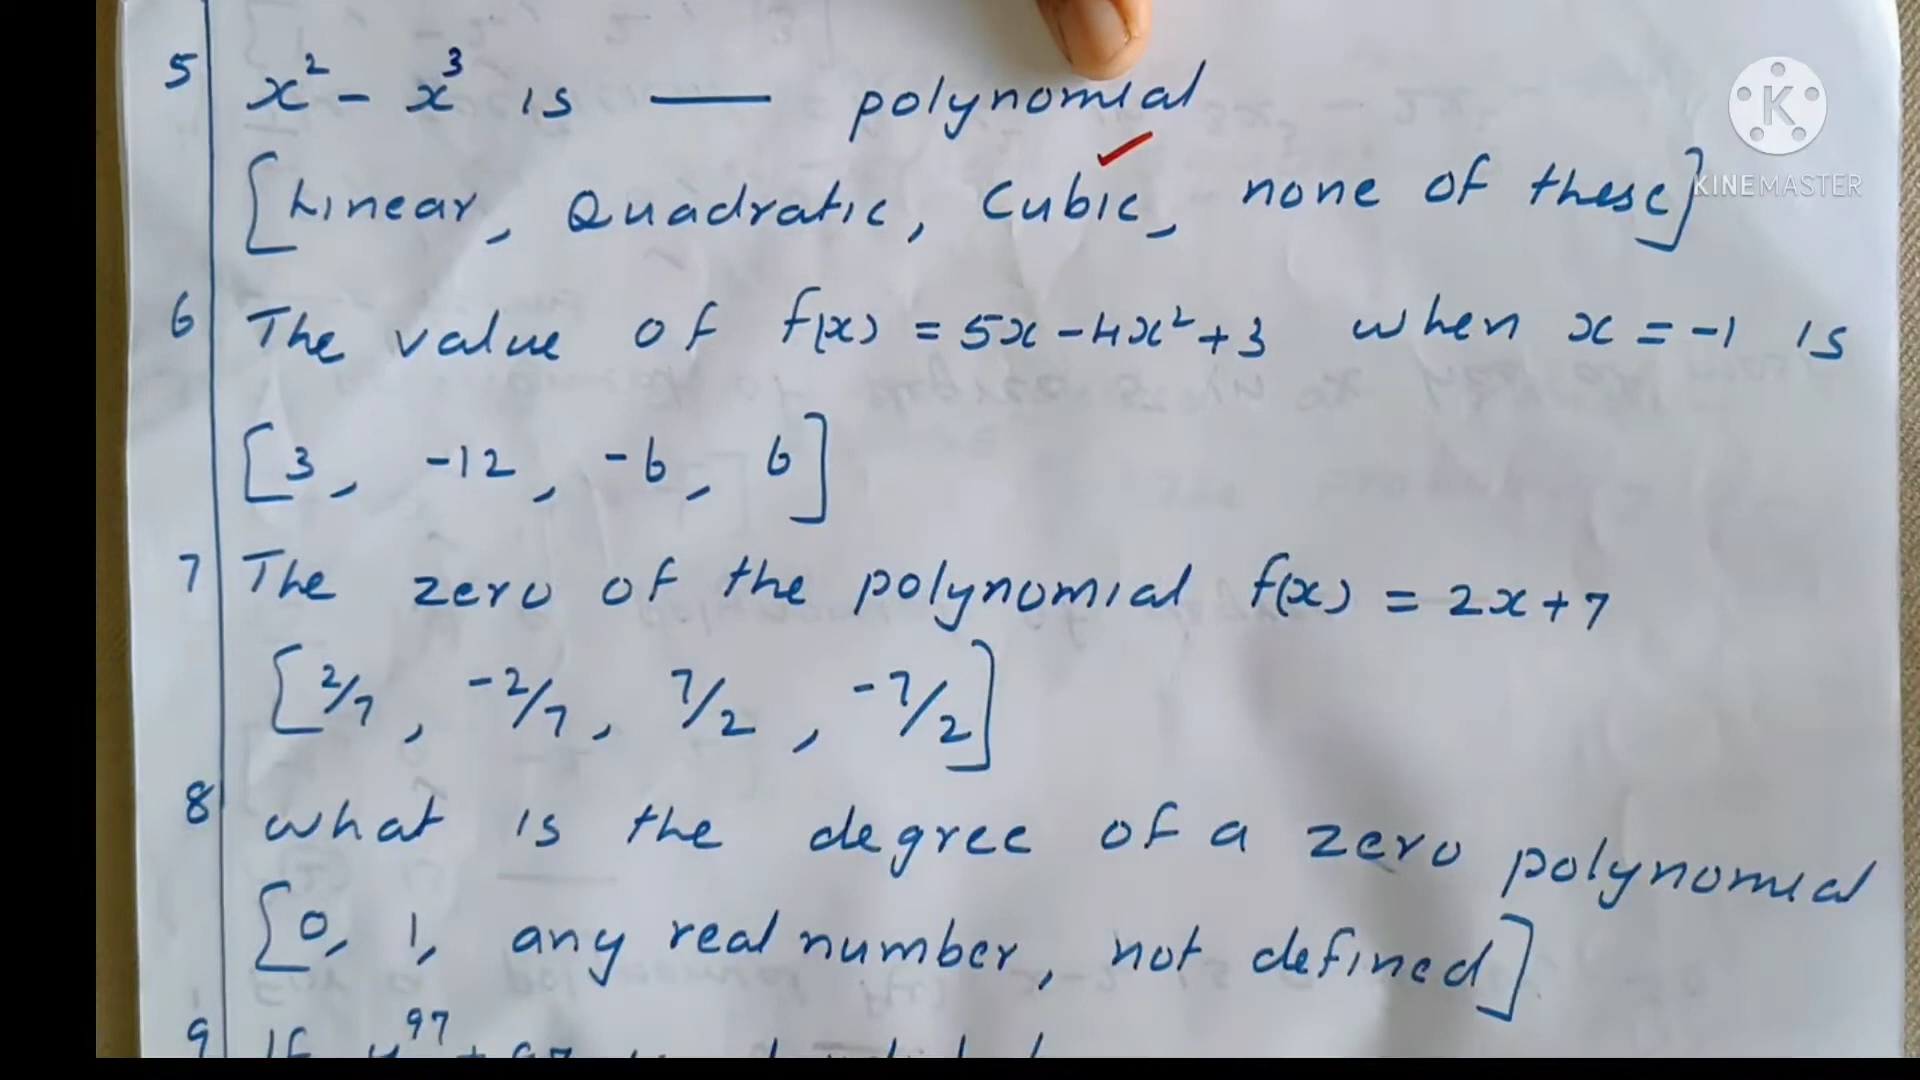 5 x² - x³ is — polynomial
[Linear, Quadratic, Cubic, none of these]
KINEMASTER
6 The value of f(x) = 5x - 4x² + 3 when x = -1 is
[3, -12, -6, 6]
7 The zero of the polynomial f(x) = 2x + 7
[2/7, -2/7, 7/2, -7/2]
8 what is the degree of a zero polynomial
[0, 1, any real number, not defined]
9 If